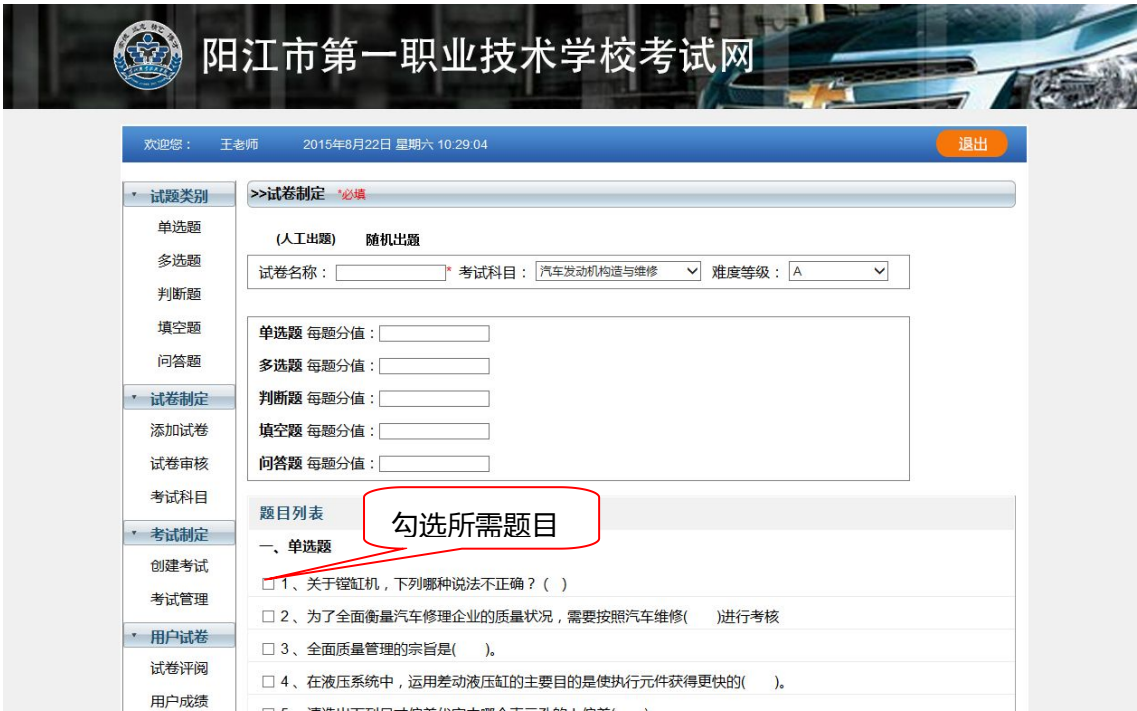 阳江市第一职业技术学校考试网
欢迎您： 王老师 2015年8月22日 星期六 10:29:04 退出
试题类别
单选题
多选题
判断题
填空题
问答题
试卷制定
添加试卷
试卷审核
考试科目
考试制定
创建考试
考试管理
用户试卷
试卷评阅
用户成绩
>>试卷制定 *必填
(人工出题) 随机出题
试卷名称： * 考试科目： 汽车发动机构造与维修 难度等级： A
单选题 每题分值：
多选题 每题分值：
判断题 每题分值：
填空题 每题分值：
问答题 每题分值：
题目列表
勾选所需题目
一、单选题
1、关于镗缸机，下列哪种说法不正确？（ ）
2、为了全面衡量汽车修理企业的质量状况，需要按照汽车维修( )进行考核
3、全面质量管理的宗旨是( )。
4、在液压系统中，运用差动液压缸的主要目的是使执行元件获得更快的( )。